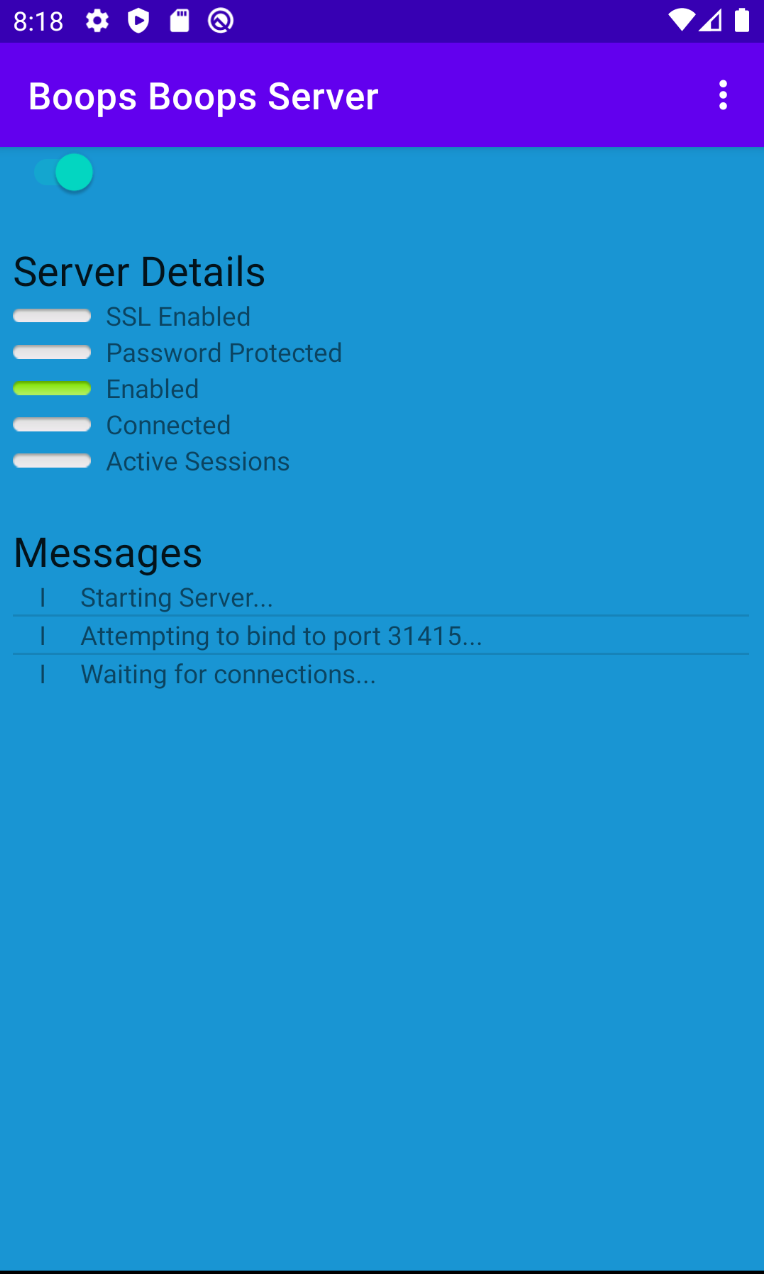 8:18
Boops Boops Server
Server Details
SSL Enabled
Password Protected
Enabled
Connected
Active Sessions
Messages
I Starting Server...
I Attempting to bind to port 31415...
I Waiting for connections...